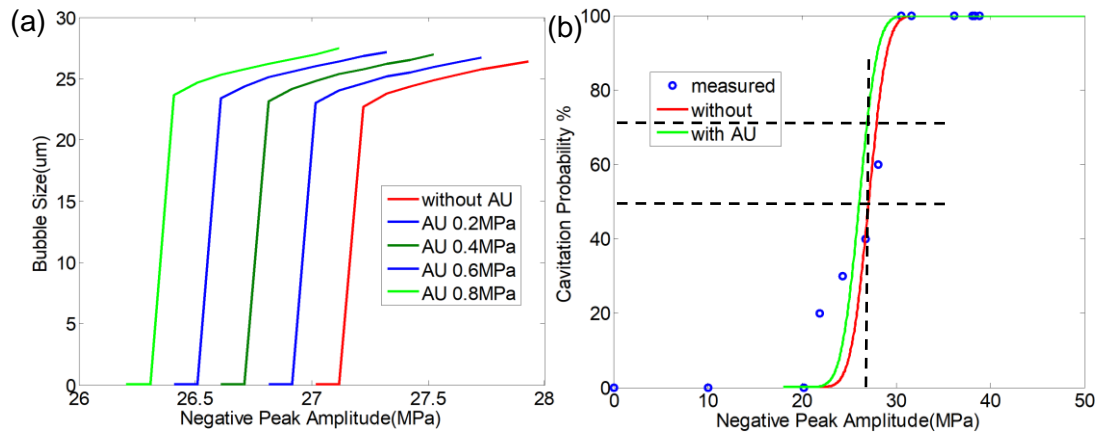 (a)
30
25
20
15
10
5
0
Bubble Size(um)
26
26.5
27
27.5
28
Negative Peak Amplitude(MPa)
without AU
AU 0.2MPa
AU 0.4MPa
AU 0.6MPa
AU 0.8MPa
(b)
100
80
60
40
20
0
Cavitation Probability %
0
10
20
30
40
50
Negative Peak Amplitude(MPa)
measured
without
with AU